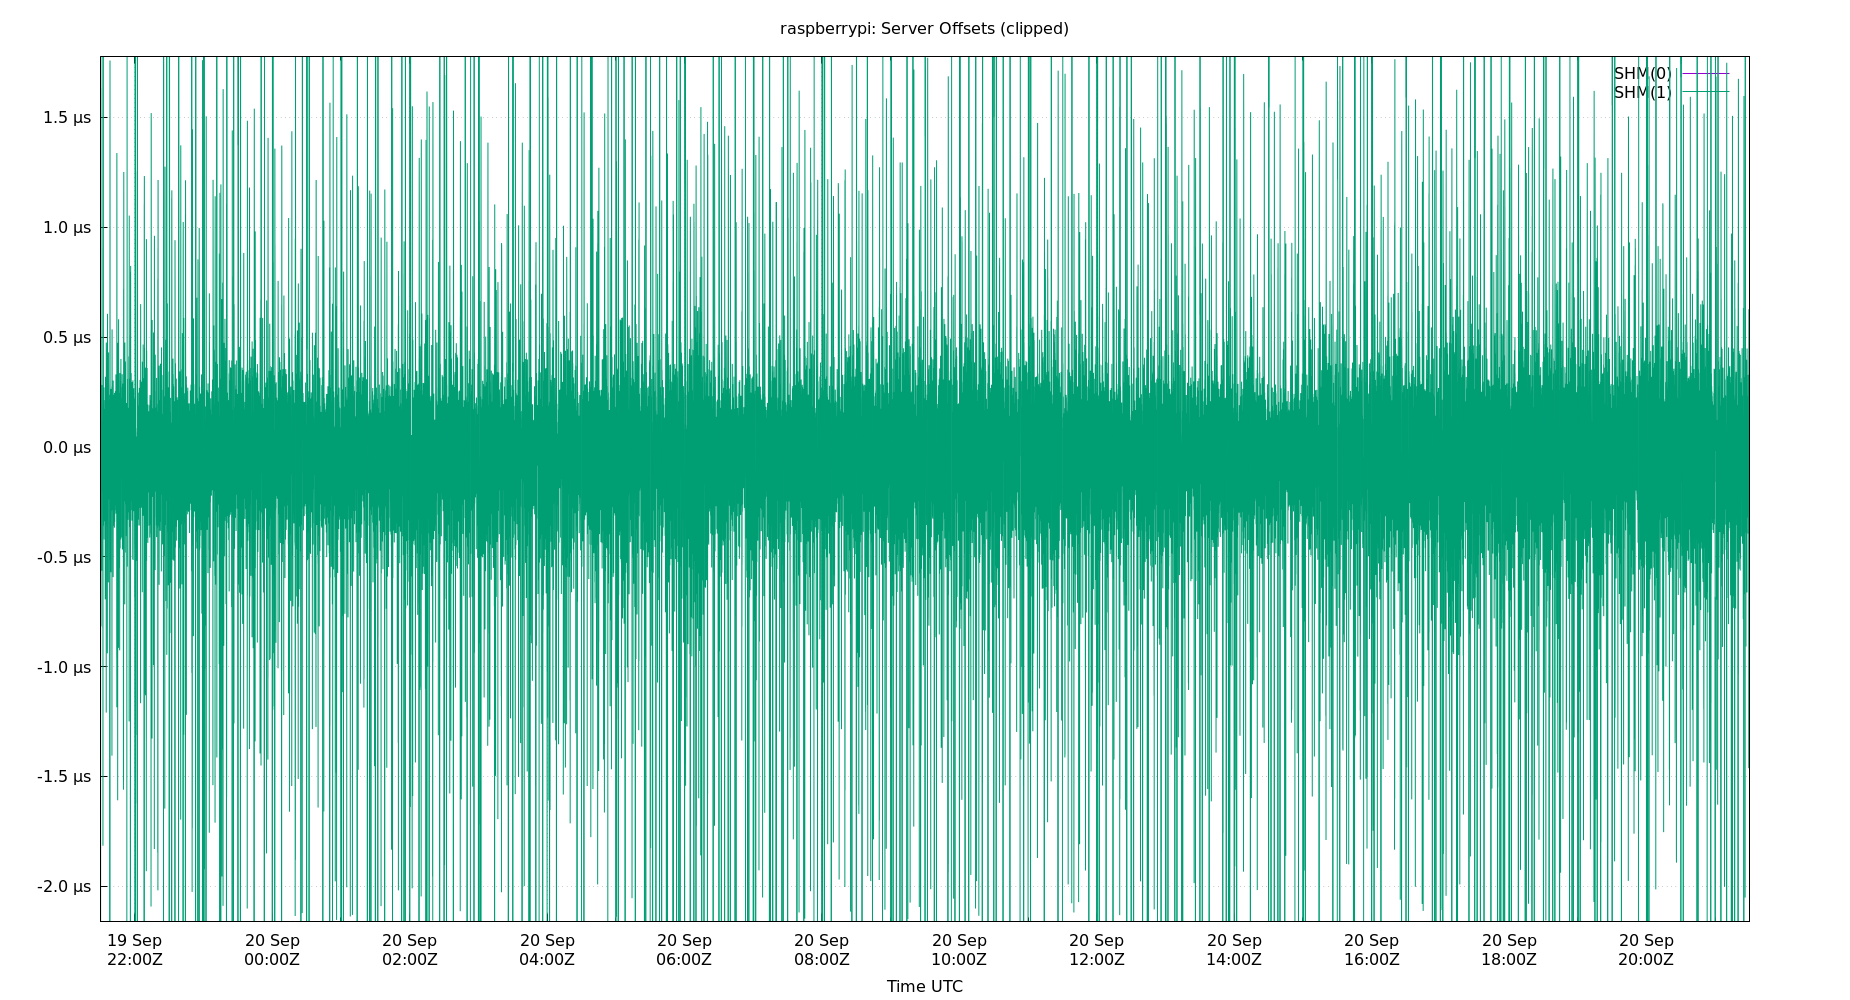 raspberrypi: Server Offsets (clipped)
SHM(0)
SHM(1)
1.5 µs
1.0 µs
0.5 µs
0.0 µs
-0.5 µs
-1.0 µs
-1.5 µs
-2.0 µs
19 Sep 20 Sep 20 Sep 20 Sep 20 Sep 20 Sep 20 Sep 20 Sep 20 Sep 20 Sep 20 Sep 20 Sep
22:00Z 00:00Z 02:00Z 04:00Z 06:00Z 08:00Z 10:00Z 12:00Z 14:00Z 16:00Z 18:00Z 20:00Z
Time UTC